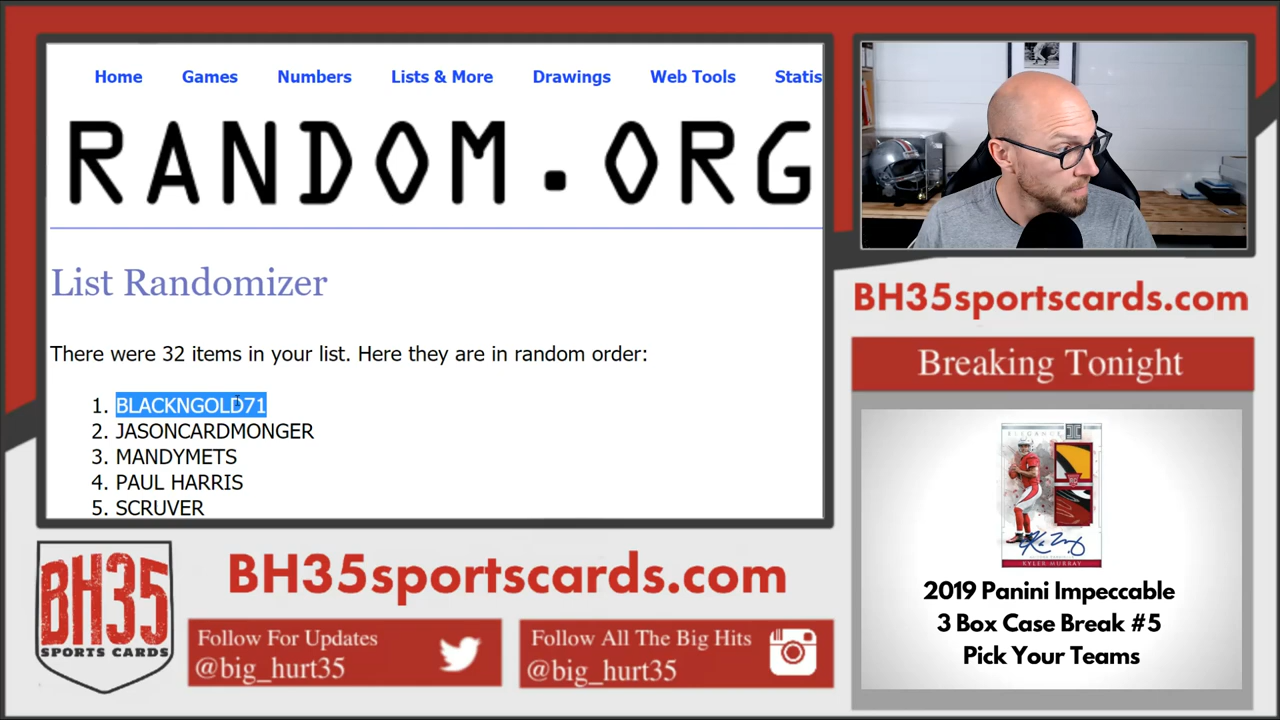 Home Games Numbers Lists & More Drawings Web Tools Statis
RANDOM.ORG
List Randomizer
There were 32 items in your list. Here they are in random order:
1. BLACKNGOLD71
2. JASONCARDMONGER
3. MANDYMETS
4. PAUL HARRIS
5. SCRUVER
BH35sportscards.com
Breaking Tonight
KYLER MURRAY
2019 Panini Impeccable
3 Box Case Break #5
Pick Your Teams
BH35
SPORTS CARDS
BH35sportscards.com
Follow For Updates
@big_hurt35
Follow All The Big Hits
@big_hurt35